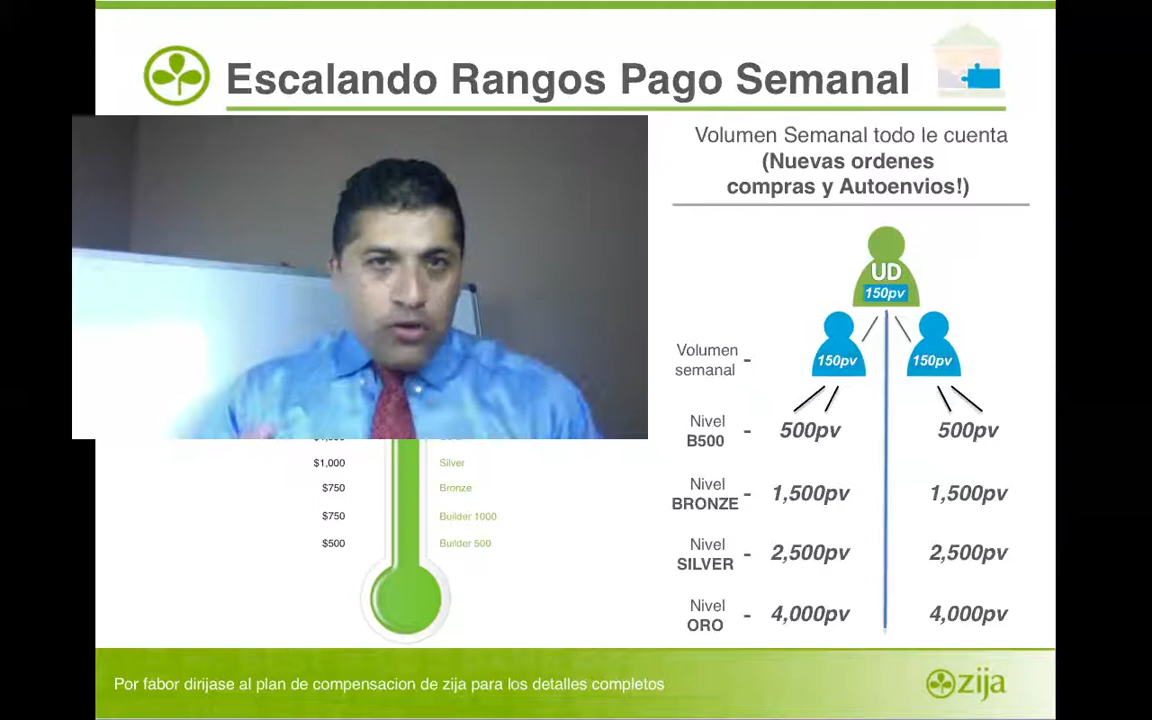 Escalando Rangos Pago Semanal
Volumen Semanal todo le cuenta
(Nuevas ordenes
compras y Autoenvios!)
UD
150pv
150pv 150pv
Volumen
semanal -
Nivel
B500 - 500pv 500pv
Nivel
BRONZE - 1,500pv 1,500pv
Nivel
SILVER - 2,500pv 2,500pv
Nivel
ORO - 4,000pv 4,000pv
$1,000 Silver
$750 Bronze
$750 Builder 1000
$500 Builder 500
Por fabor dirijase al plan de compensacion de zija para los detalles completos
zija